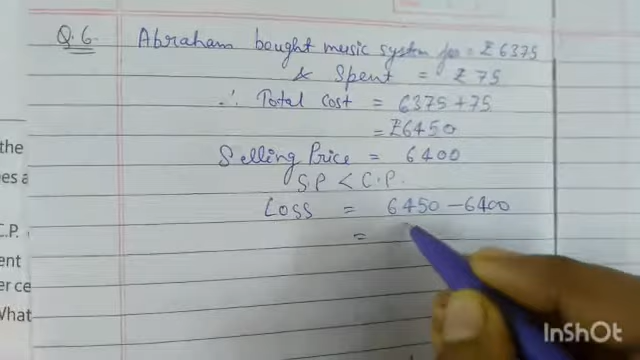 Q.6. Abraham bought music system for = ₹6375
& Spent = ₹75
∴ Total cost = 6375+75
= ₹6450
Selling Price = 6400
S.P < C.P.
Loss = 6450 - 6400
=
the
es a
C.P.
ent
er ce
What
InShOt